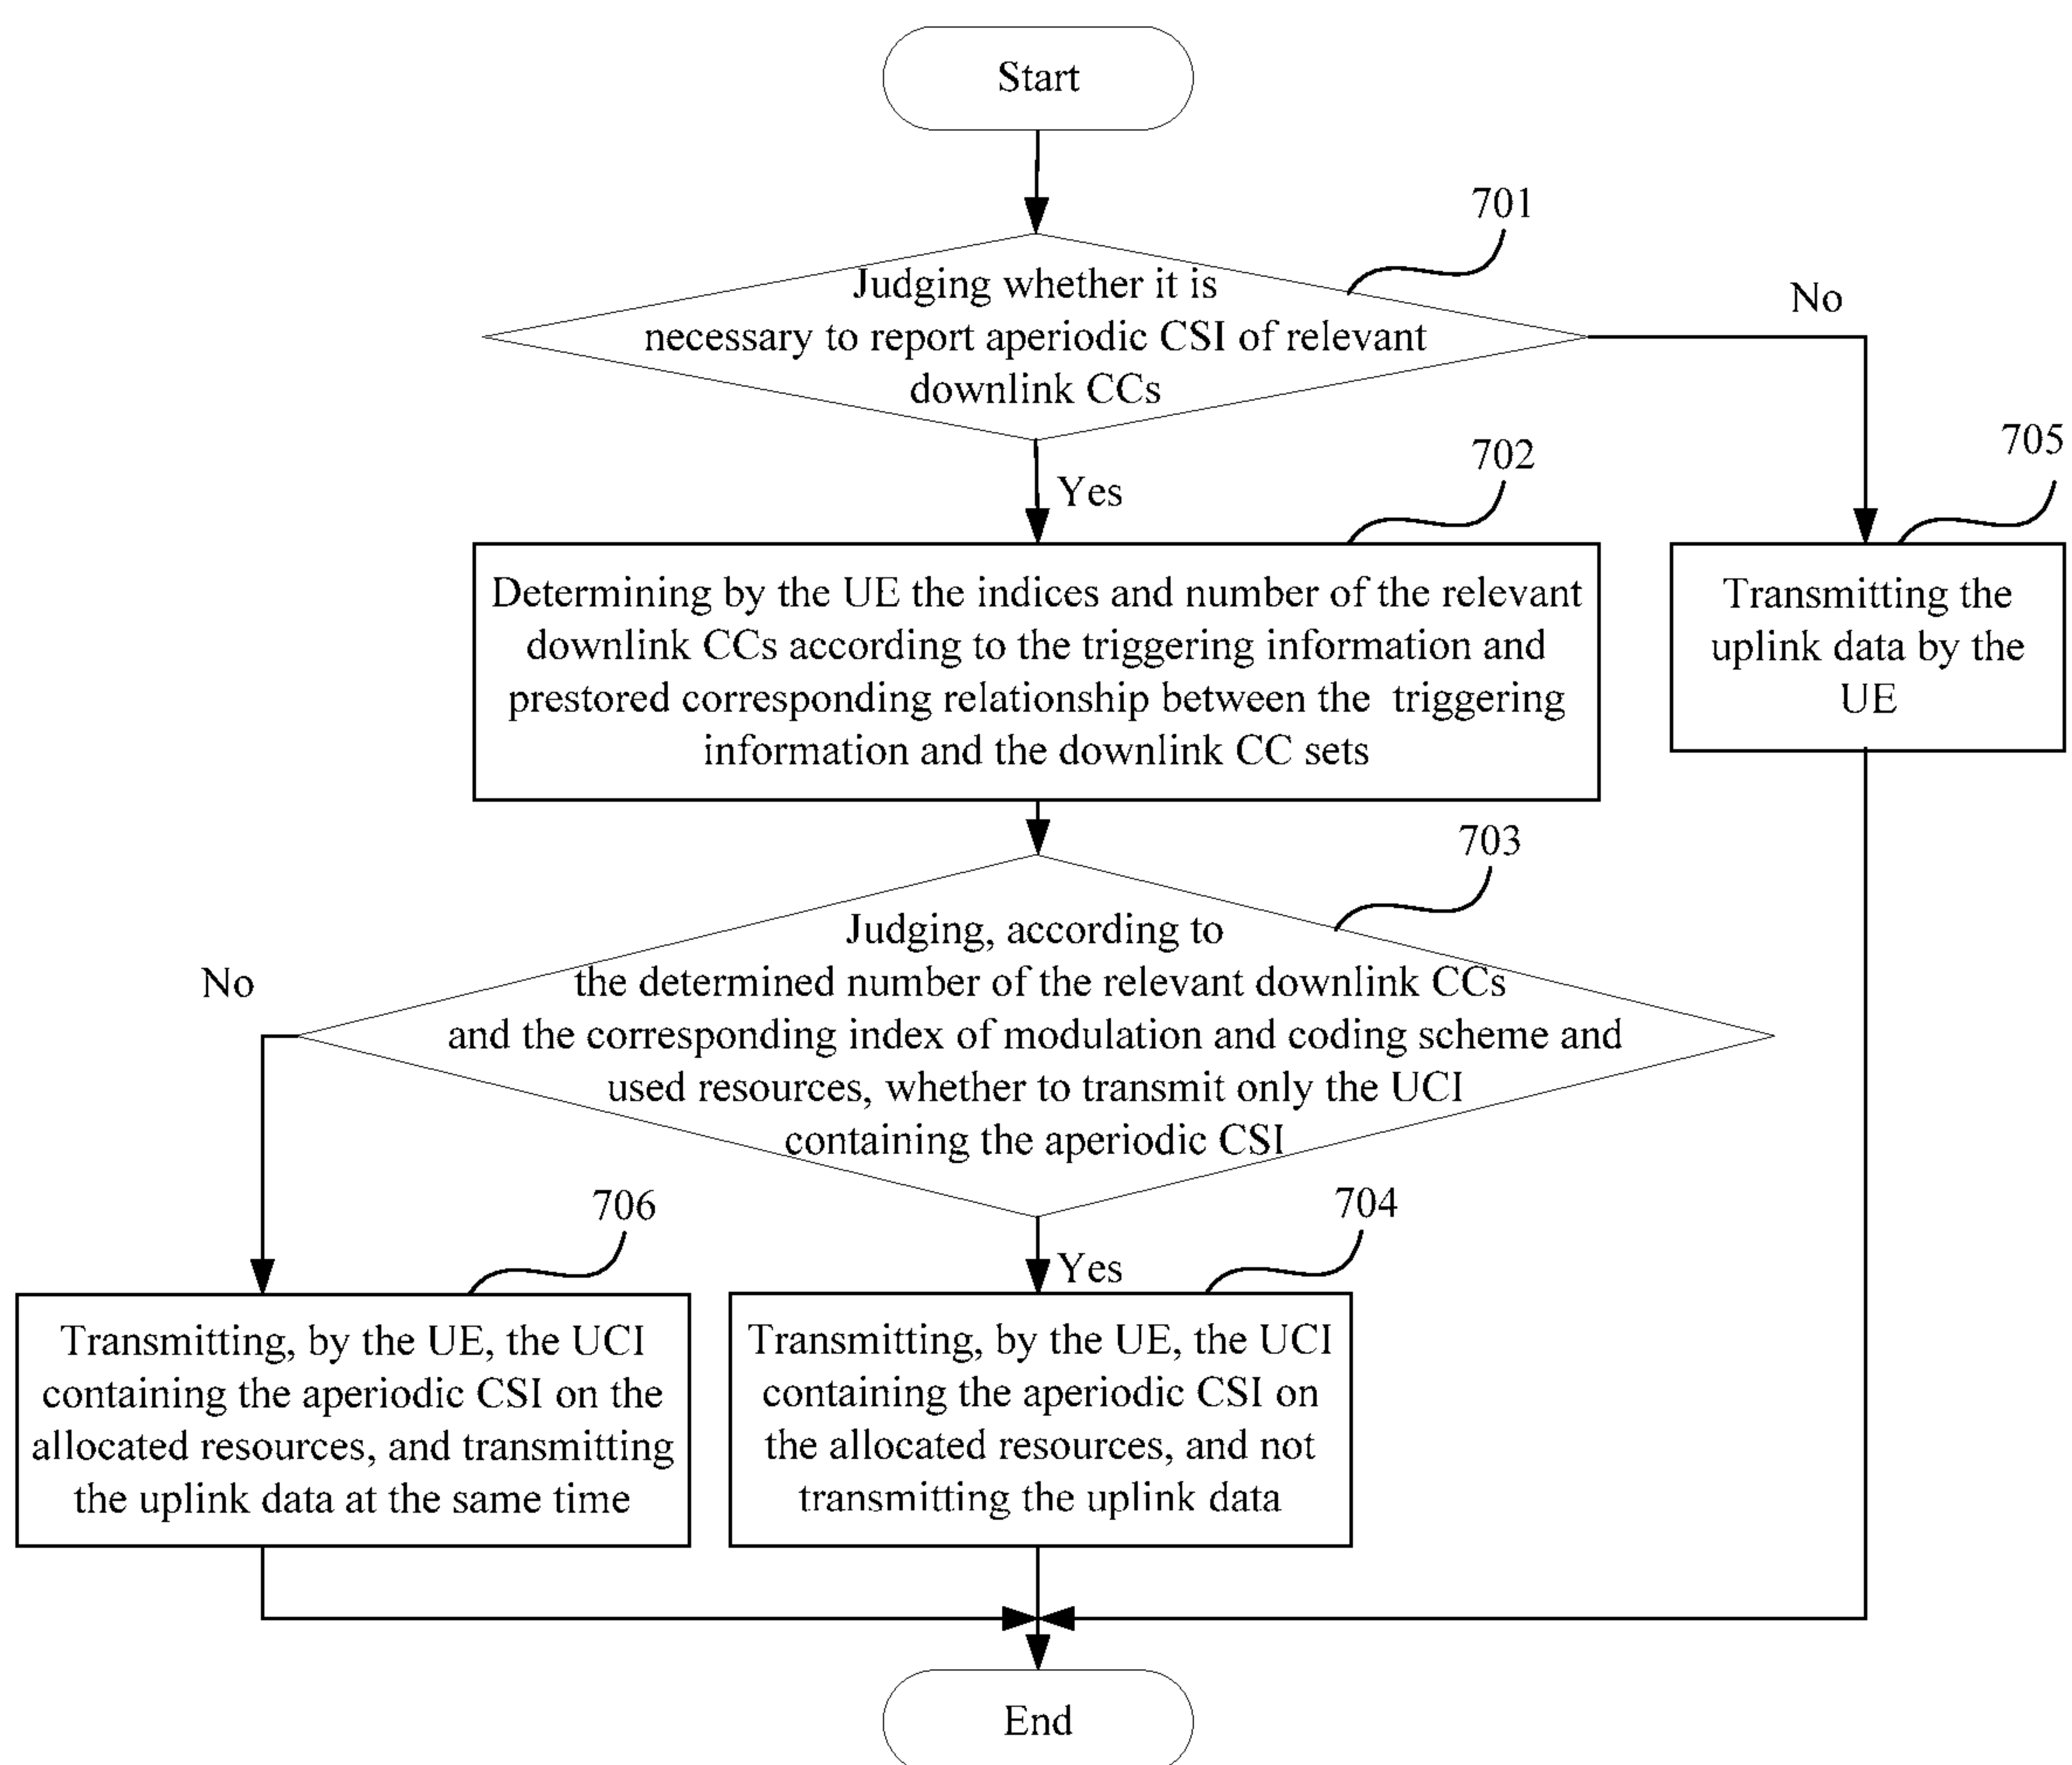 Start
701
Judging whether it is
necessary to report aperiodic CSI of relevant
downlink CCs
No
Yes
702
705
Determining by the UE the indices and number of the relevant
downlink CCs according to the triggering information and
prestored corresponding relationship between the triggering
information and the downlink CC sets
Transmitting the
uplink data by the
UE
703
Judging, according to
the determined number of the relevant downlink CCs
and the corresponding index of modulation and coding scheme and
used resources, whether to transmit only the UCI
containing the aperiodic CSI
No
Yes
706
704
Transmitting, by the UE, the UCI
containing the aperiodic CSI on the
allocated resources, and transmitting
the uplink data at the same time
Transmitting, by the UE, the UCI
containing the aperiodic CSI on
the allocated resources, and not
transmitting the uplink data
End